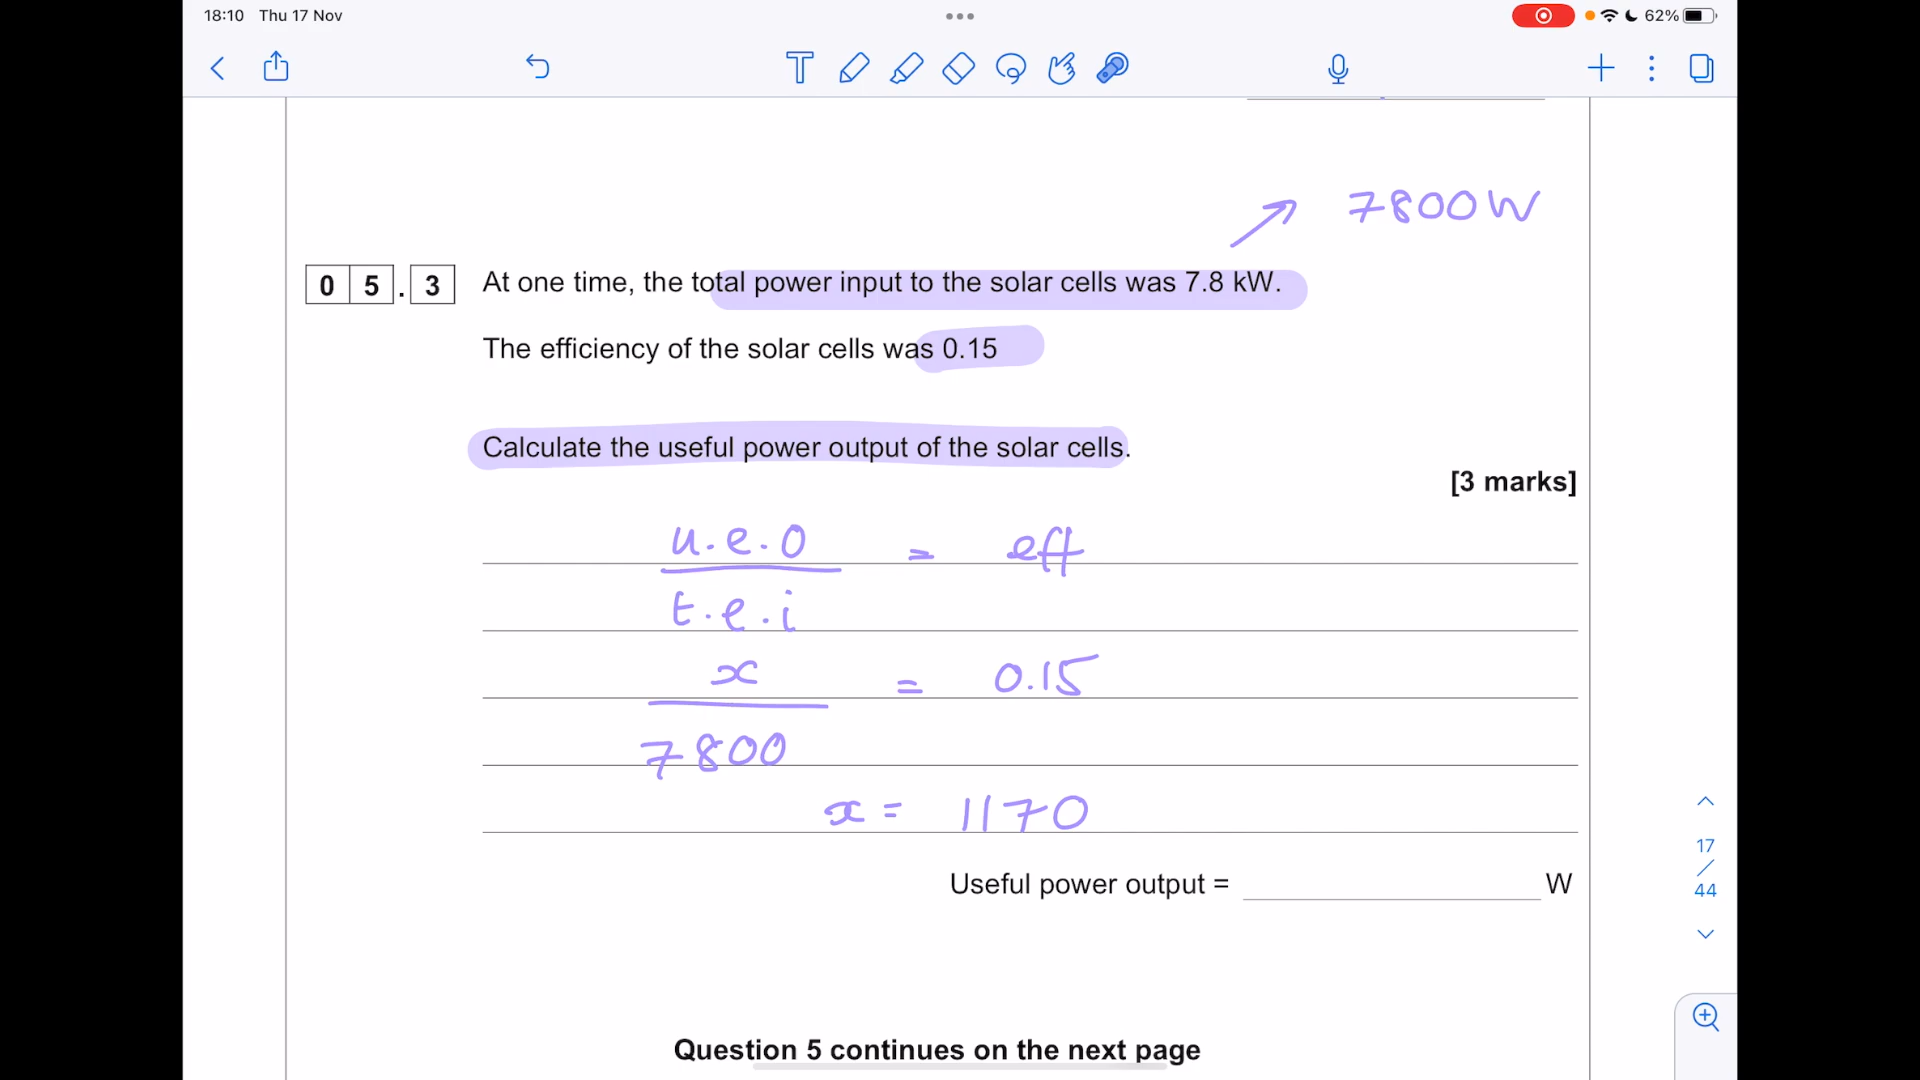 18:10 Thu 17 Nov
62%
T
7800W
05.3 At one time, the total power input to the solar cells was 7.8 kW.
The efficiency of the solar cells was 0.15
Calculate the useful power output of the solar cells.
[3 marks]
u.e.o = eff
t.e.i
x = 0.15
7800
x = 1170
Useful power output = W
17
/
44
Question 5 continues on the next page